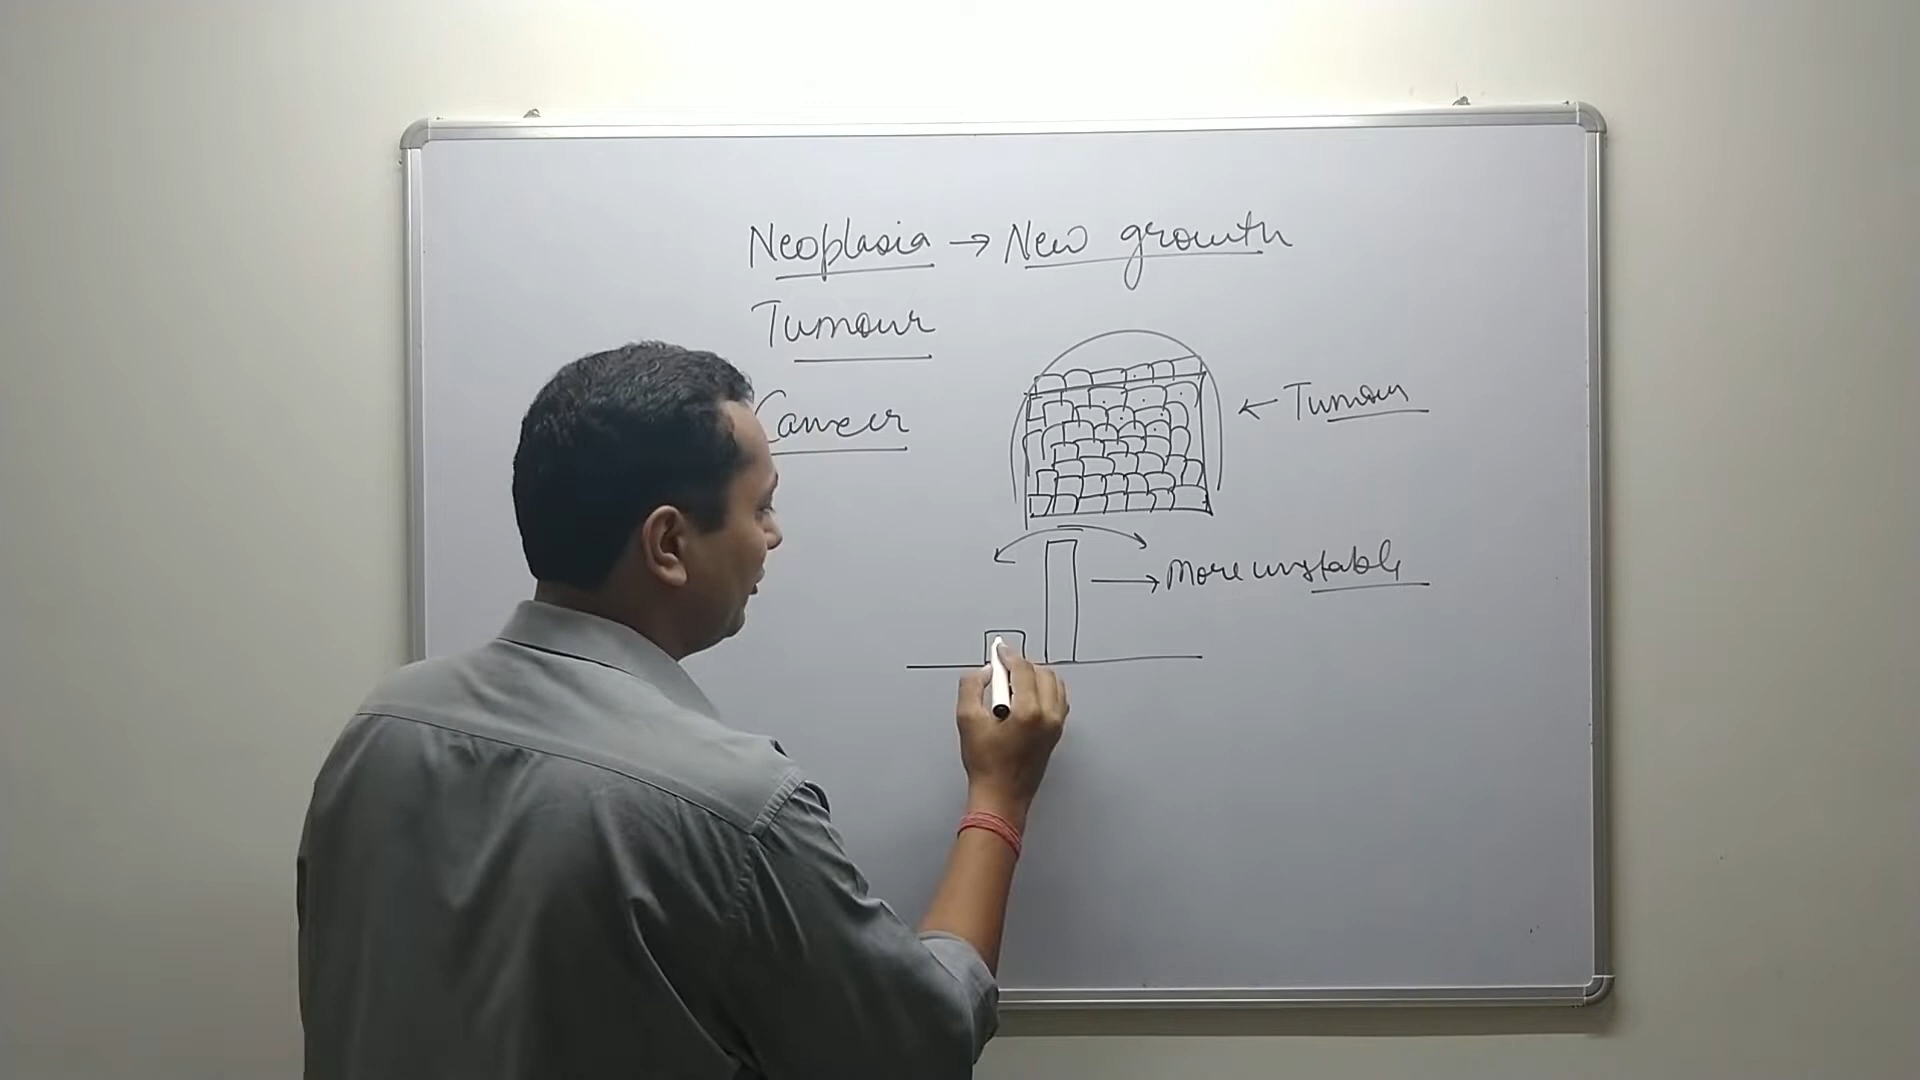 Neoplasia → New growth
Tumour
← Tumour
Cancer
→ More unstable